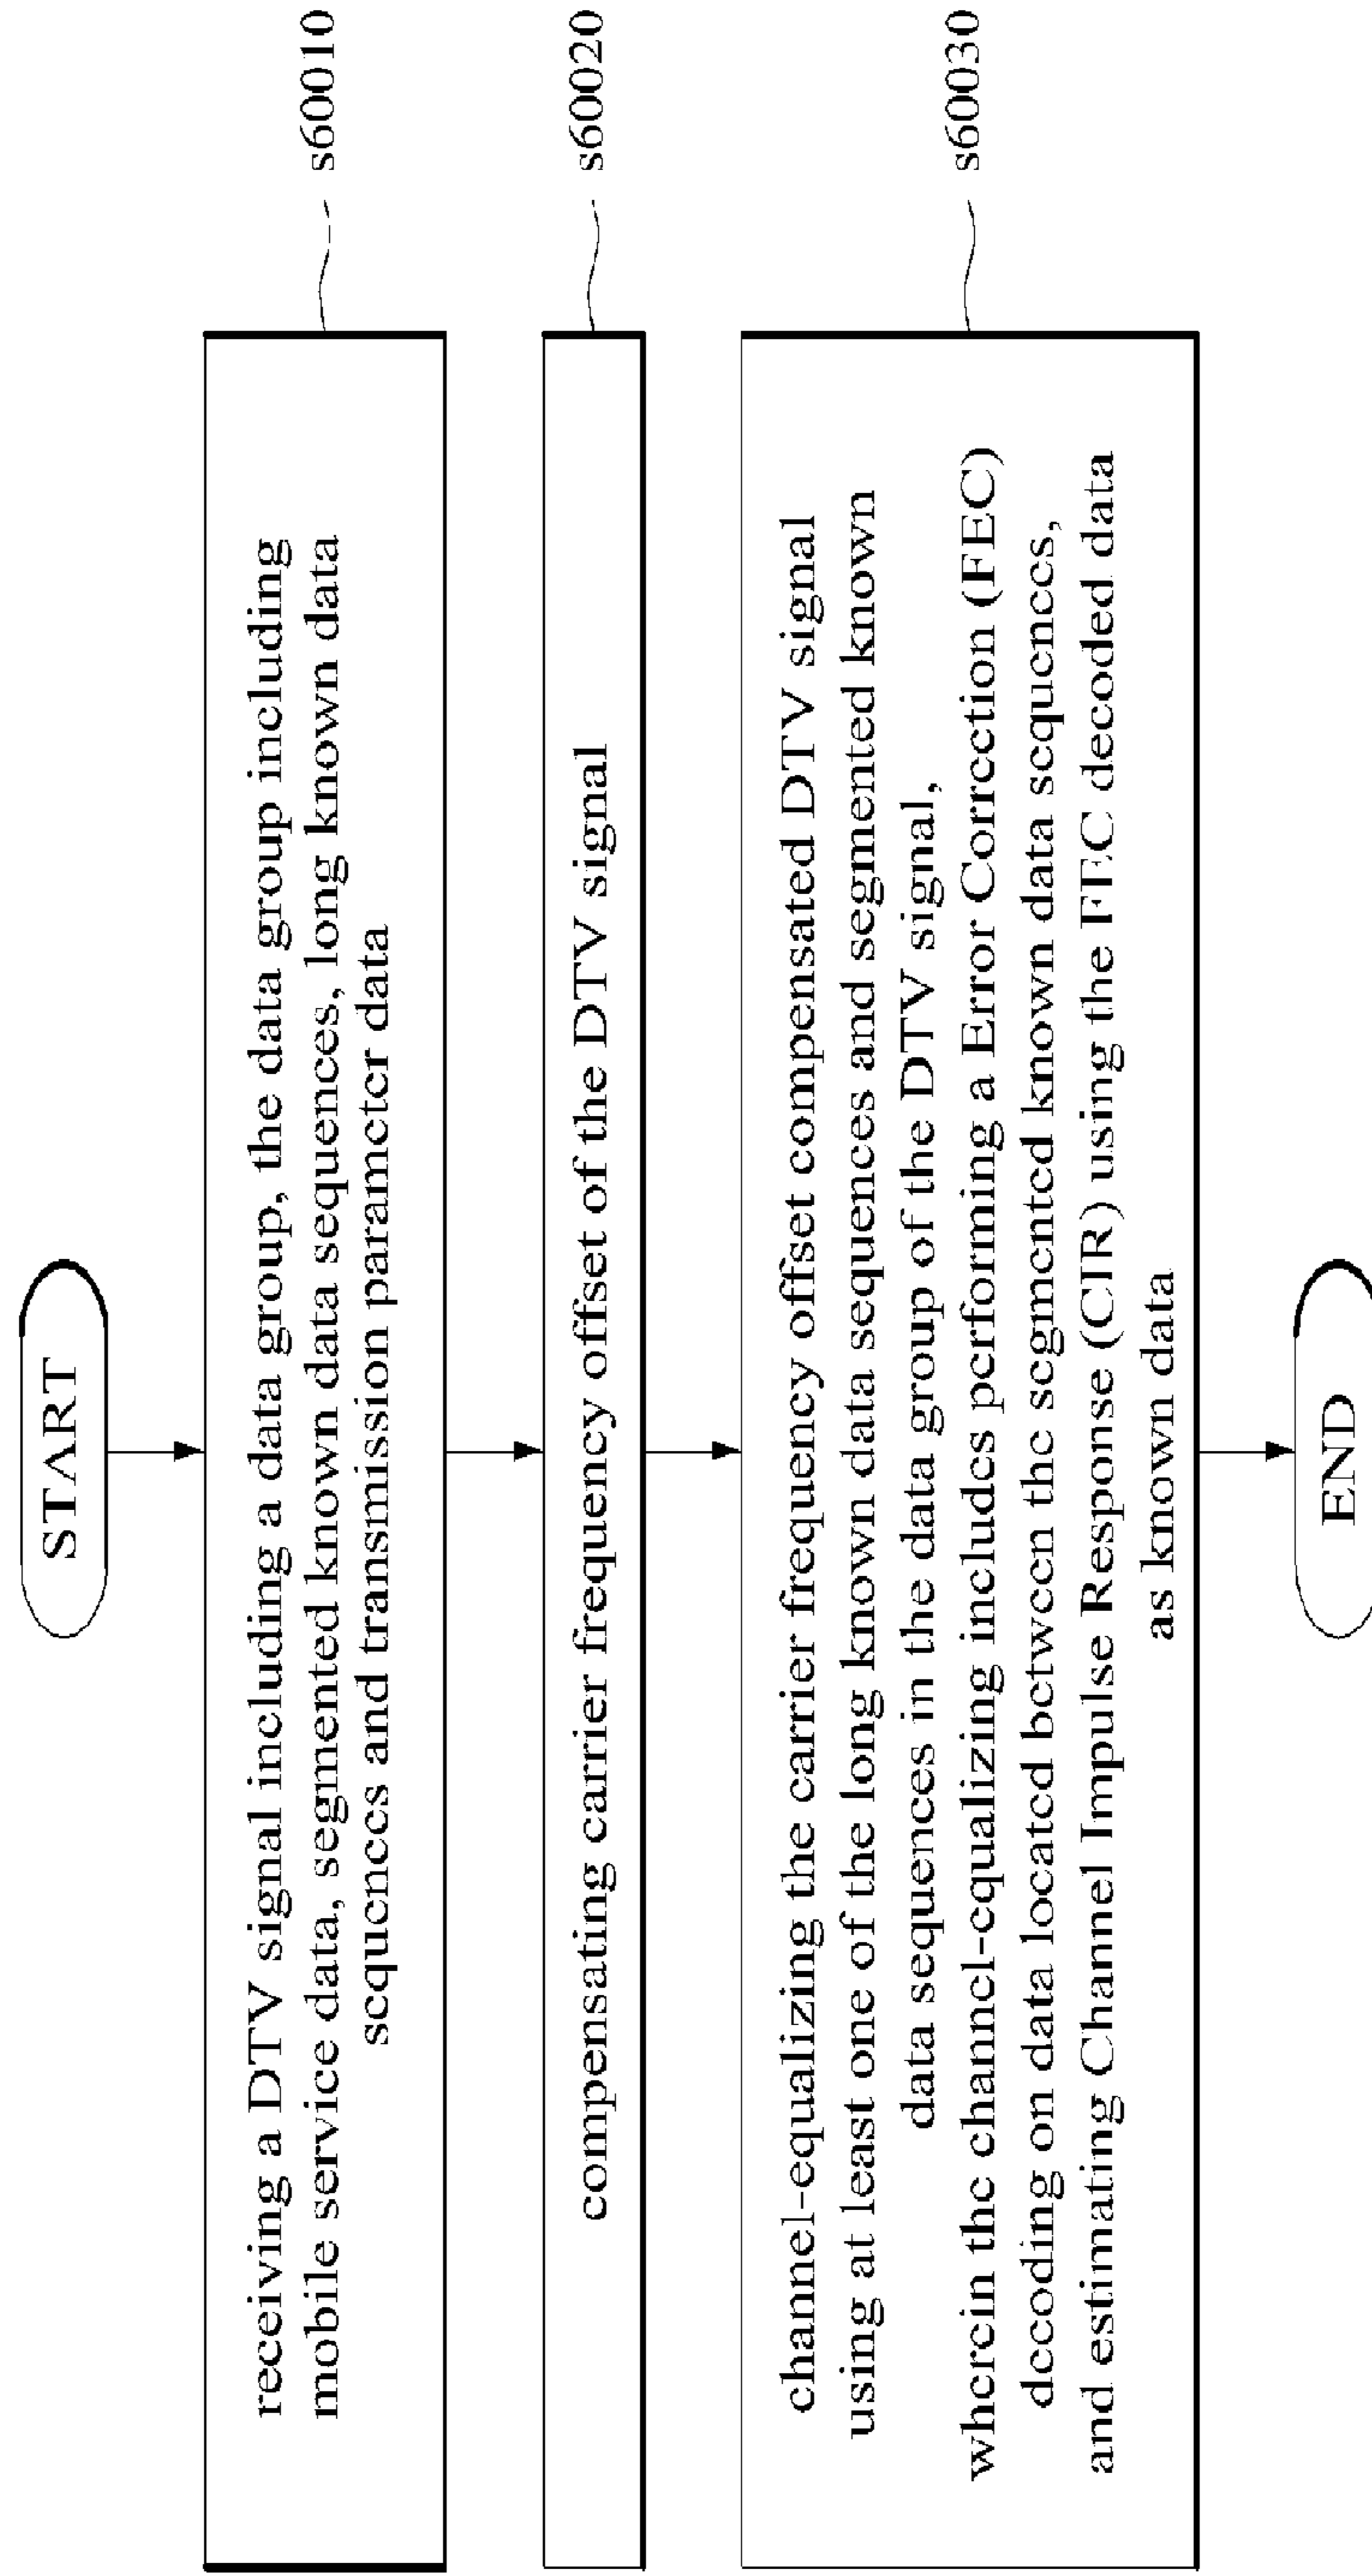 START
receiving a DTV signal including a data group, the data group including
mobile service data, segmented known data sequences, long known data
sequences and transmission parameter data
s60010
compensating carrier frequency offset of the DTV signal
s60020
channel-equalizing the carrier frequency offset compensated DTV signal
using at least one of the long known data sequences and segmented known
data sequences in the data group of the DTV signal,
wherein the channel-equalizing includes performing a Error Correction (FEC)
decoding on data located between the segmented known data sequences,
and estimating Channel Impulse Response (CIR) using the FEC decoded data
as known data
s60030
END